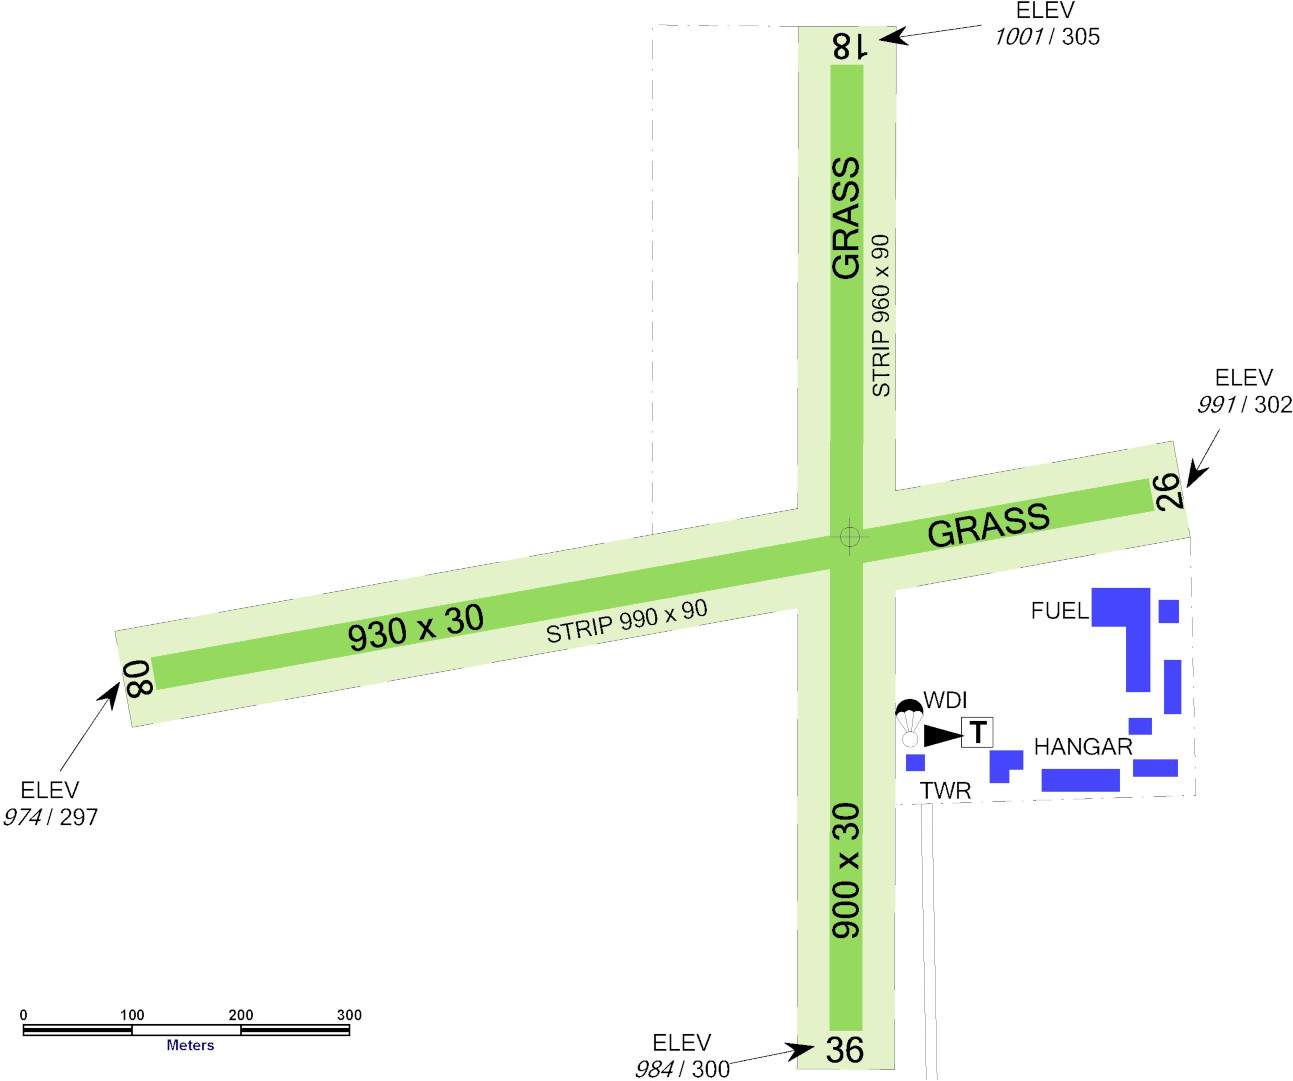 ELEV
1001 / 305
18
GRASS
STRIP 960 x 90
ELEV
991 / 302
26
GRASS
930 x 30
STRIP 990 x 90
08
ELEV
974 / 297
FUEL
WDI
T
HANGAR
TWR
900 x 30
36
ELEV
984 / 300
0 100 200 300
Meters